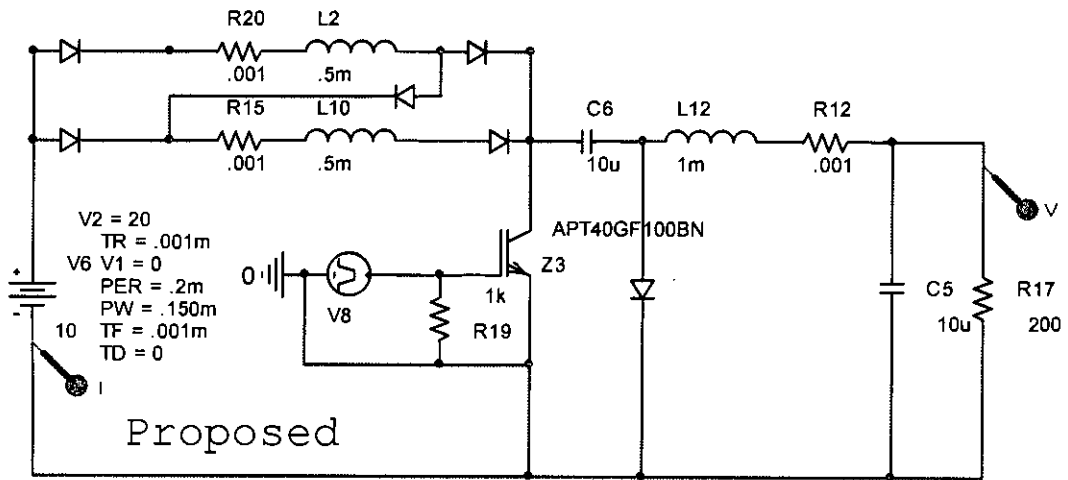 R20 L2
.001 .5m
R15 L10
.001 .5m
C6 L12 R12
10u 1m .001
V2 = 20
TR = .001m
V6 V1 = 0
PER = .2m
PW = .150m
10 TF = .001m
TD = 0
+
-
I
0
V8
1k
R19
APT40GF100BN
Z3
V
C5 R17
10u 200
Proposed